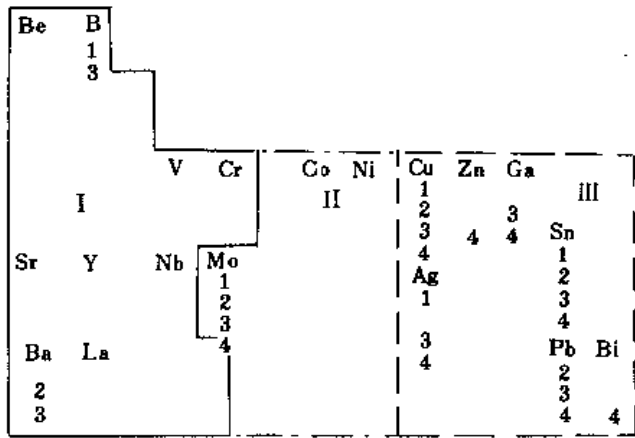 Be B
1
3
V Cr Co Ni Cu Zn Ga
1
I II 2 3 III
3 4 4 Sn
4 1
Sr Y Nb Mo Ag 2
1 1 3
2 4
3 3
Ba La 4 4 Pb Bi
2 2
3 3
4 4